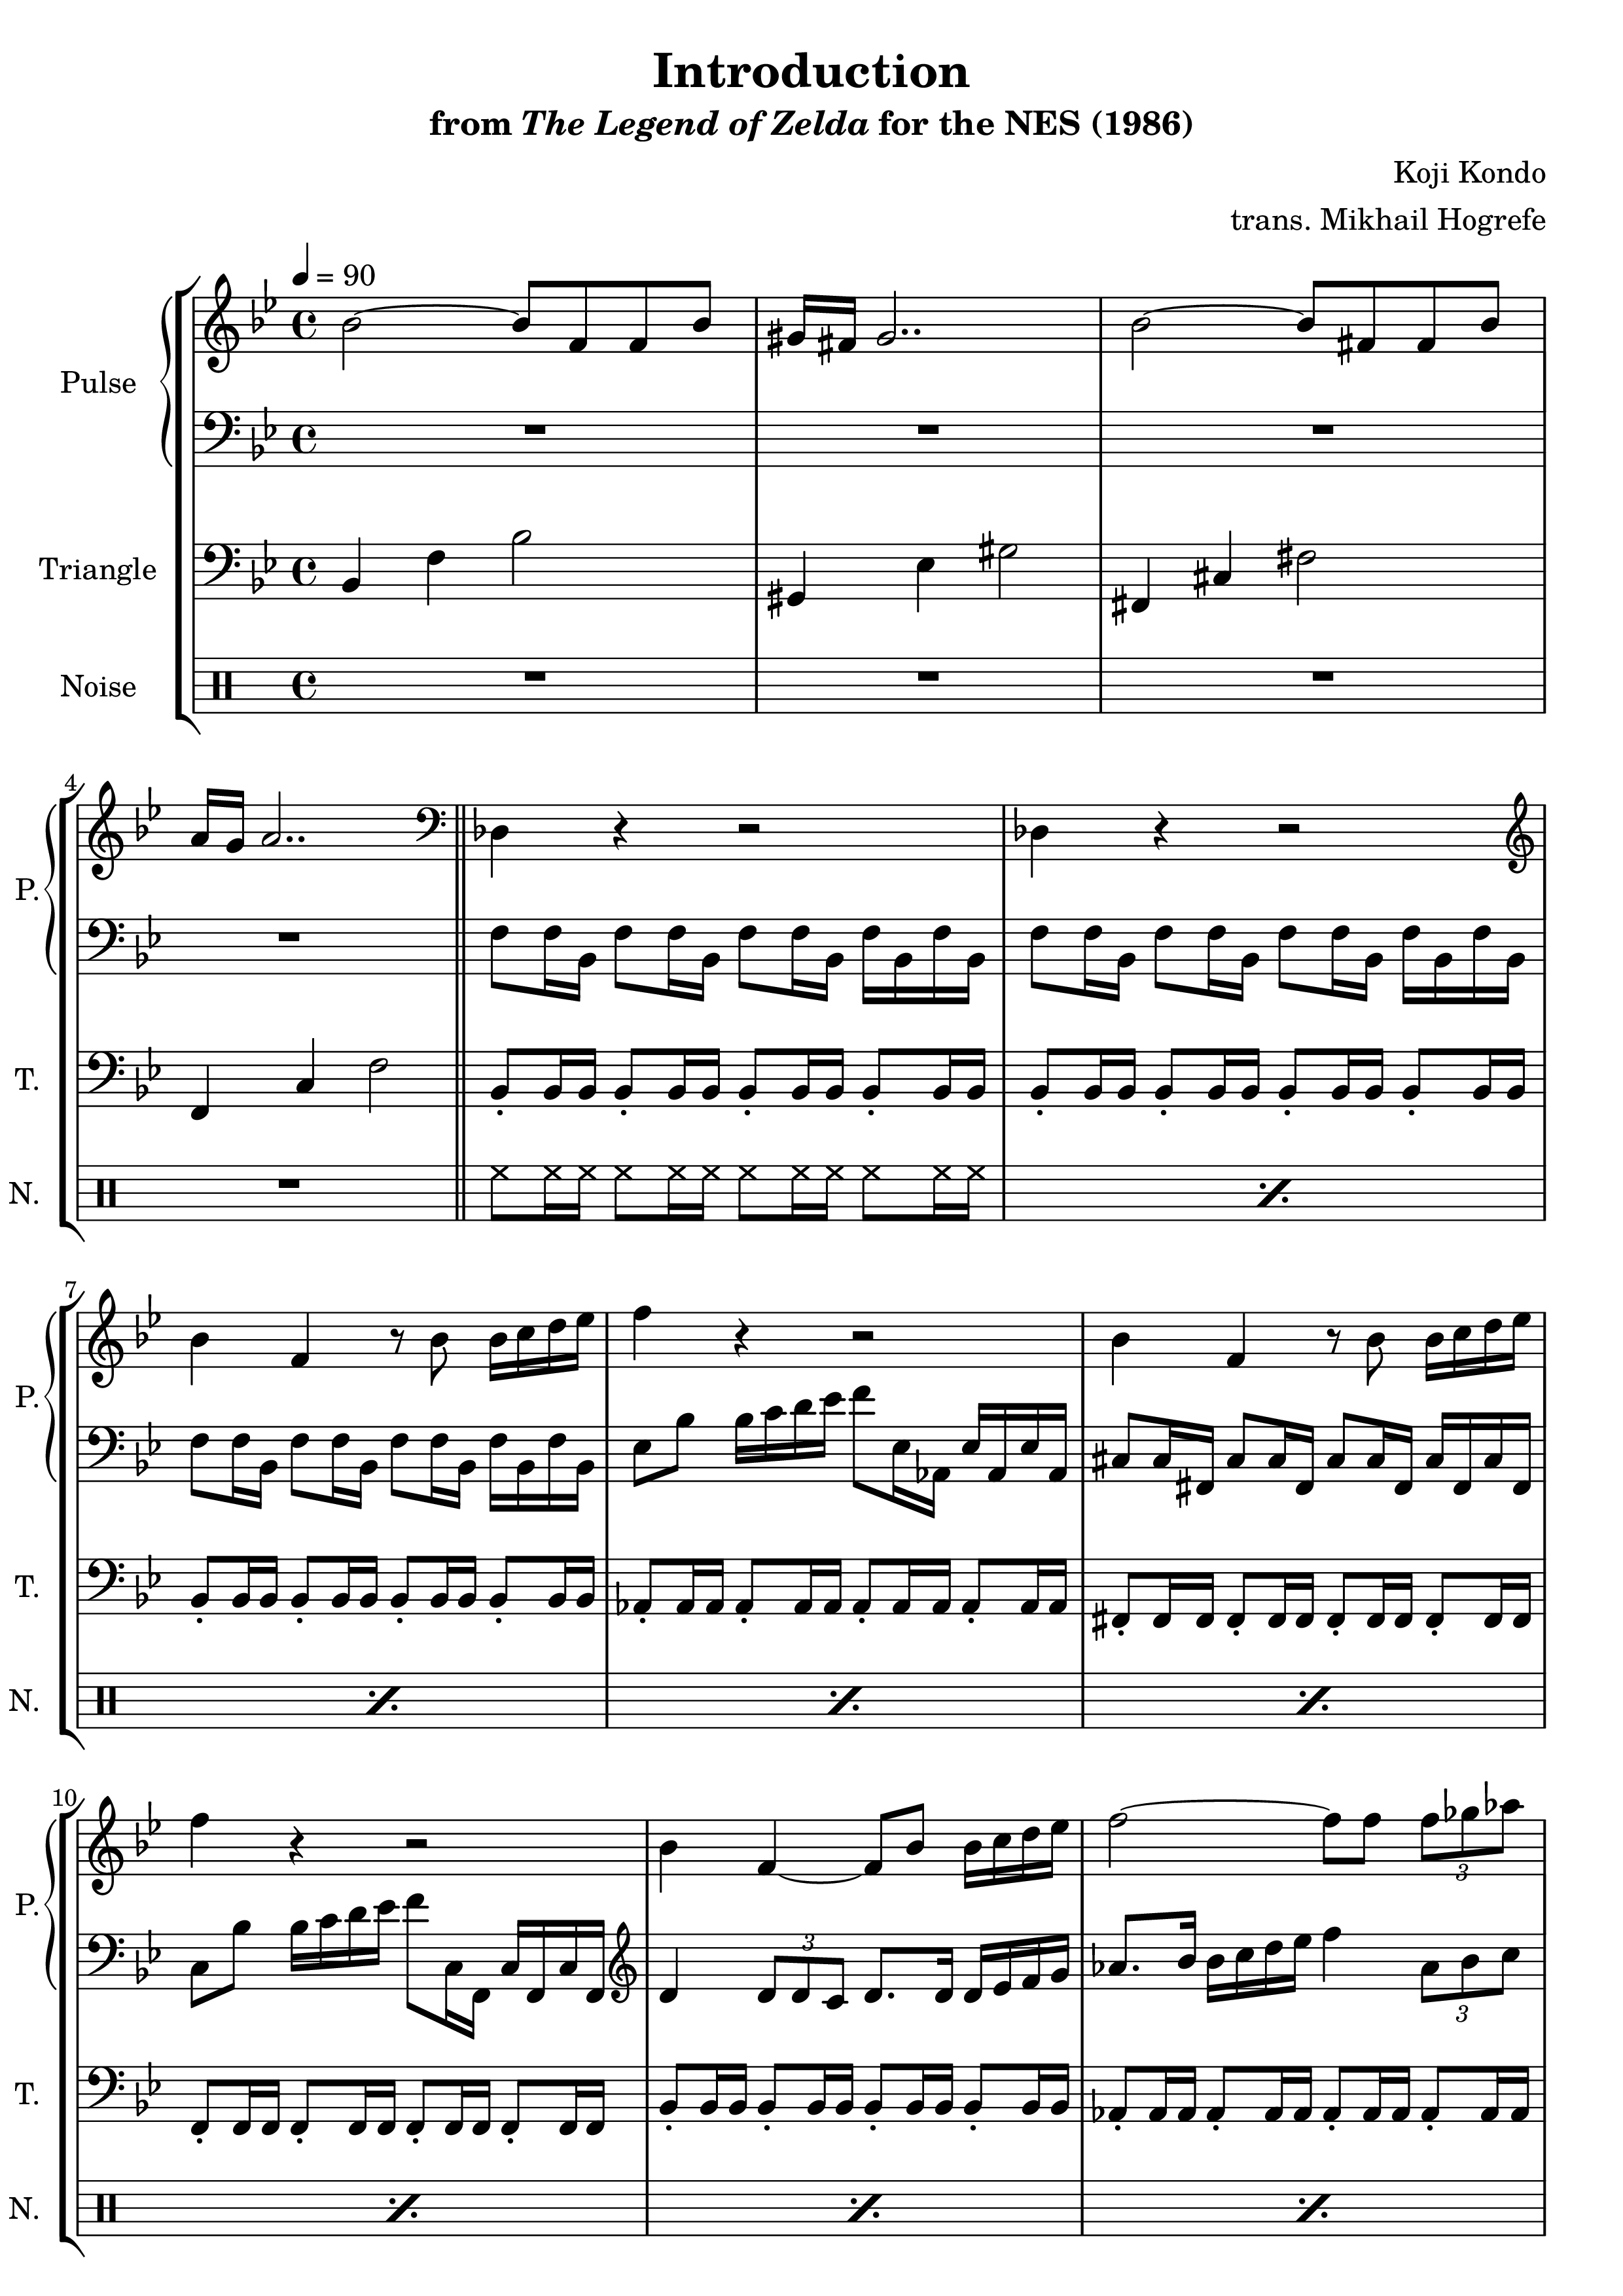 Introduction
from The Legend of Zelda for the NES (1986)
Koji Kondo
trans. Mikhail Hogrefe
= 90
Pulse
Triangle
Noise
4
P.
T.
N.
7
P.
T.
N.
10
P.
3
3
3
T.
N.